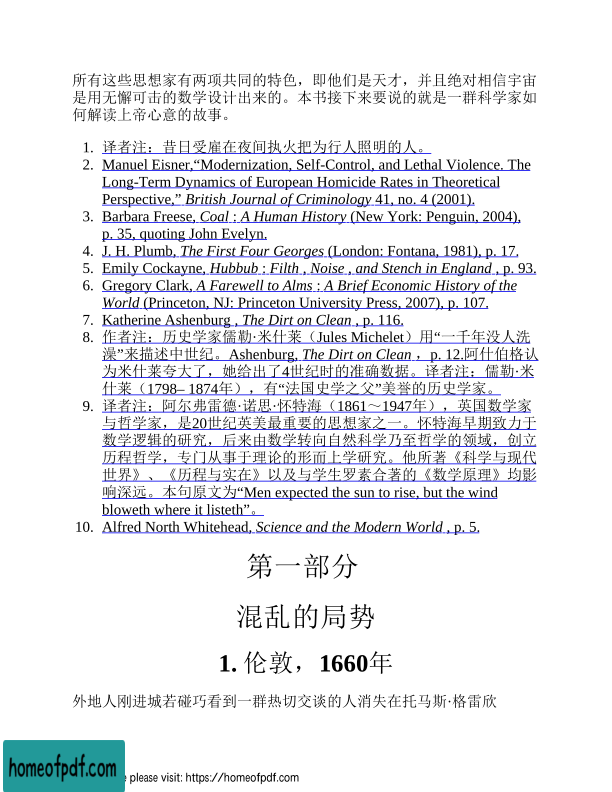 所有这些思想家有两项共同的特色，即他们是天才，并且绝对相信宇宙
是用无懈可击的数学设计出来的。本书接下来要说的就是一群科学家如
何解读上帝心意的故事。
1. 译者注：昔日受雇在夜间执火把为行人照明的人。
2. Manuel Eisner,“Modernization, Self-Control, and Lethal Violence. The
Long-Term Dynamics of European Homicide Rates in Theoretical
Perspective,” British Journal of Criminology 41, no. 4 (2001).
3. Barbara Freese, Coal : A Human History (New York: Penguin, 2004),
p. 35, quoting John Evelyn.
4. J. H. Plumb, The First Four Georges (London: Fontana, 1981), p. 17.
5. Emily Cockayne, Hubbub : Filth , Noise , and Stench in England , p. 93.
6. Gregory Clark, A Farewell to Alms : A Brief Economic History of the
World (Princeton, NJ: Princeton University Press, 2007), p. 107.
7. Katherine Ashenburg , The Dirt on Clean , p. 116.
8. 作者注：历史学家儒勒·米什莱（Jules Michelet）用“一千年没人洗
澡”来描述中世纪。Ashenburg, The Dirt on Clean ，p. 12.阿什伯格认
为米什莱夸大了，她给出了4世纪时的准确数据。译者注：儒勒·米
什莱（1798– 1874年），有“法国史学之父”美誉的历史学家。
9. 译者注：阿尔弗雷德·诺思·怀特海（1861～1947年），英国数学家
与哲学家，是20世纪英美最重要的思想家之一。怀特海早期致力于
数学逻辑的研究，后来由数学转向自然科学乃至哲学的领域，创立
历程哲学，专门从事于理论的形而上学研究。他所著《科学与现代
世界》、《历程与实在》以及与学生罗素合著的《数学原理》均影
响深远。本句原文为“Men expected the sun to rise, but the wind
bloweth where it listeth”。
10. Alfred North Whitehead, Science and the Modern World , p. 5.
第一部分
混乱的局势
1. 伦敦，1660年
外地人刚进城若碰巧看到一群热切交谈的人消失在托马斯·格雷欣
homeofpdf.com
e please visit: https://homeofpdf.com